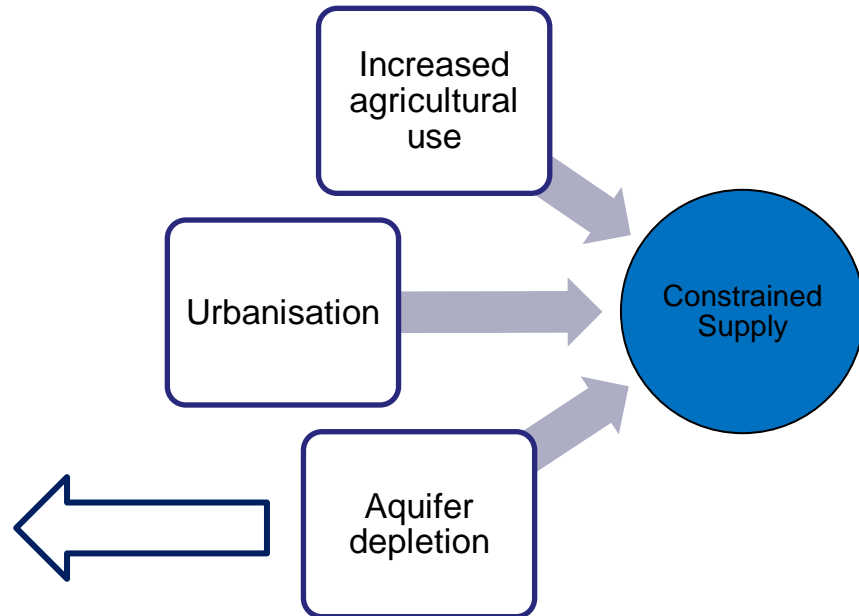 Increased
agricultural
use
Urbanisation
Constrained
Supply
Aquifer
depletion